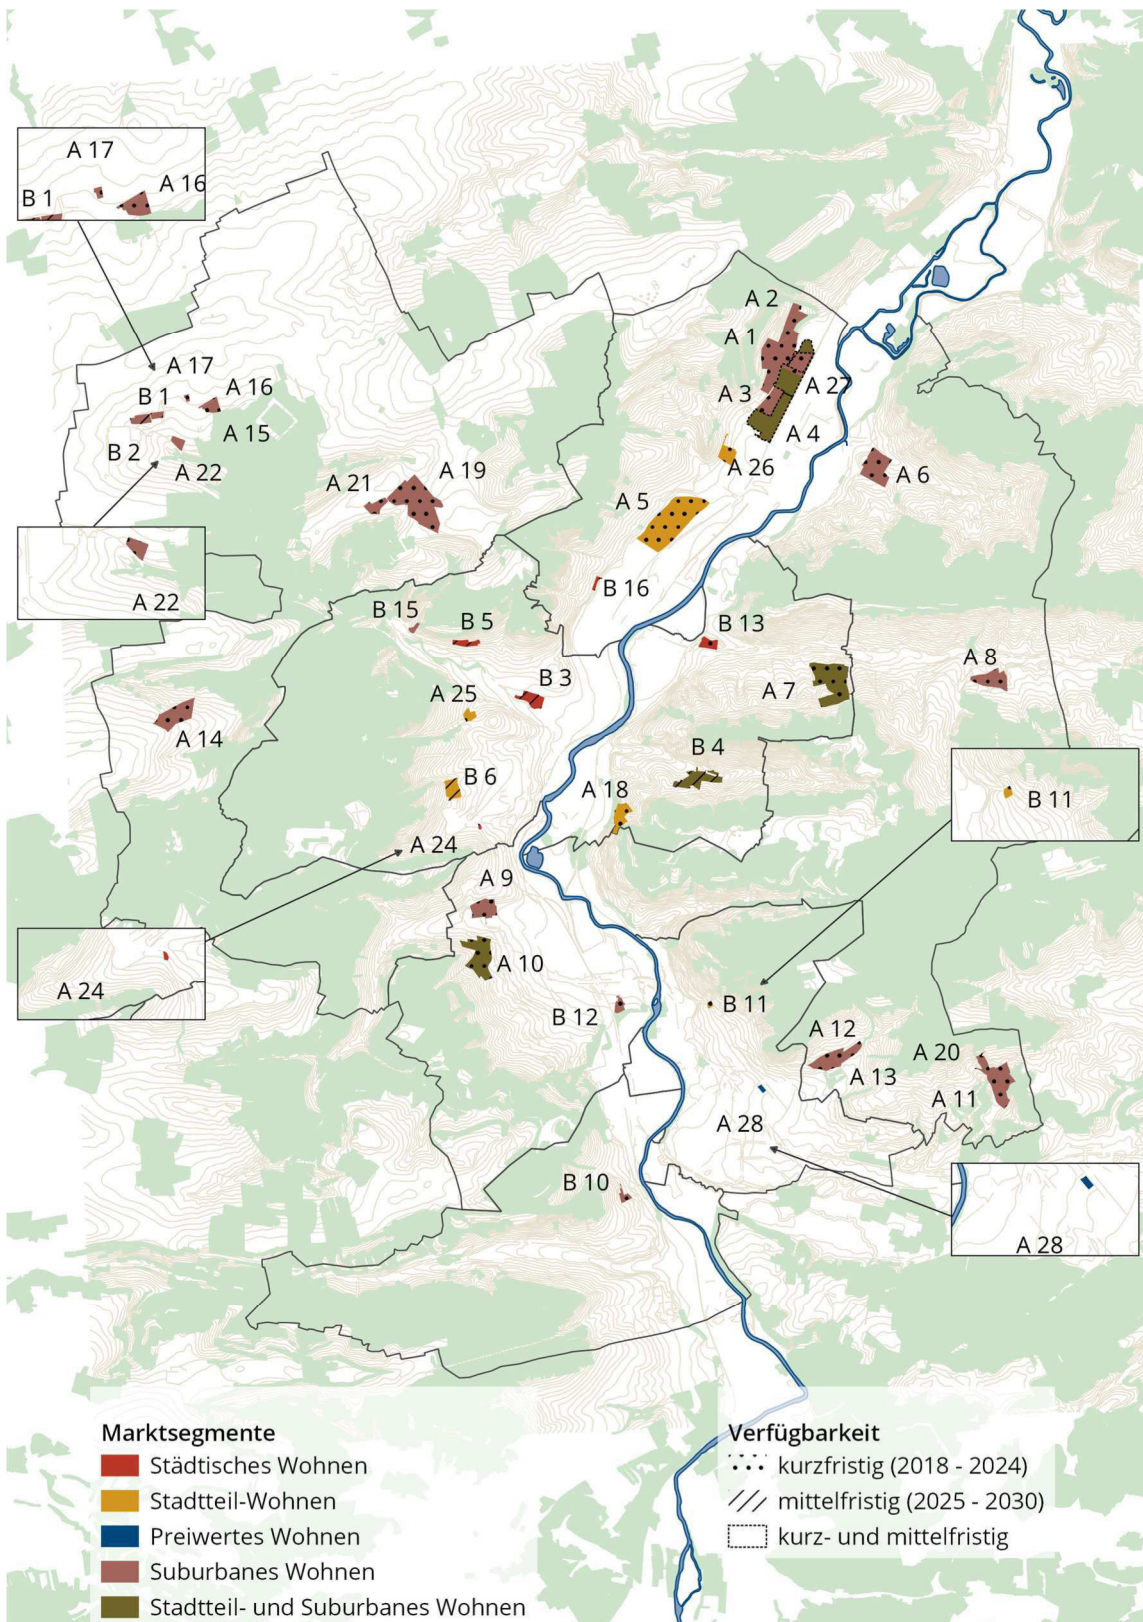 A 17
A 16
B 1
A 2
A 1
A 17
A 16
B 1
A 27
A 3
A 15
A 4
B 2
A 22
A 26
A 19
A 21
A 6
A 5
B 16
A 22
B 15
B 5
B 13
A 8
B 3
A 25
A 7
A 14
B 4
B 6
A 18
B 11
A 24
A 9
A 10
A 24
B 12
B 11
A 12
A 20
A 13
A 11
A 28
B 10
A 28
Marktsegmente
Städtisches Wohnen
Stadtteil-Wohnen
Preiwertes Wohnen
Suburbanes Wohnen
Stadtteil- und Suburbanes Wohnen
Verfügbarkeit
kurzfristig (2018 - 2024)
mittelfristig (2025 - 2030)
kurz- und mittelfristig